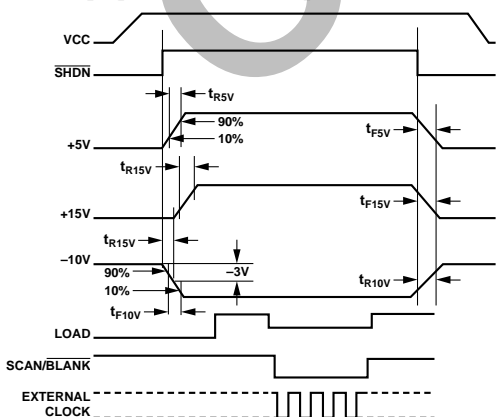 VCC
SHDN
tR5V
90%
10%
+5V
tF5V
tR15V
+15V
tF15V
tR15V
–10V
90%
–3V
10%
tR10V
tF10V
LOAD
SCAN/BLANK
EXTERNAL
CLOCK